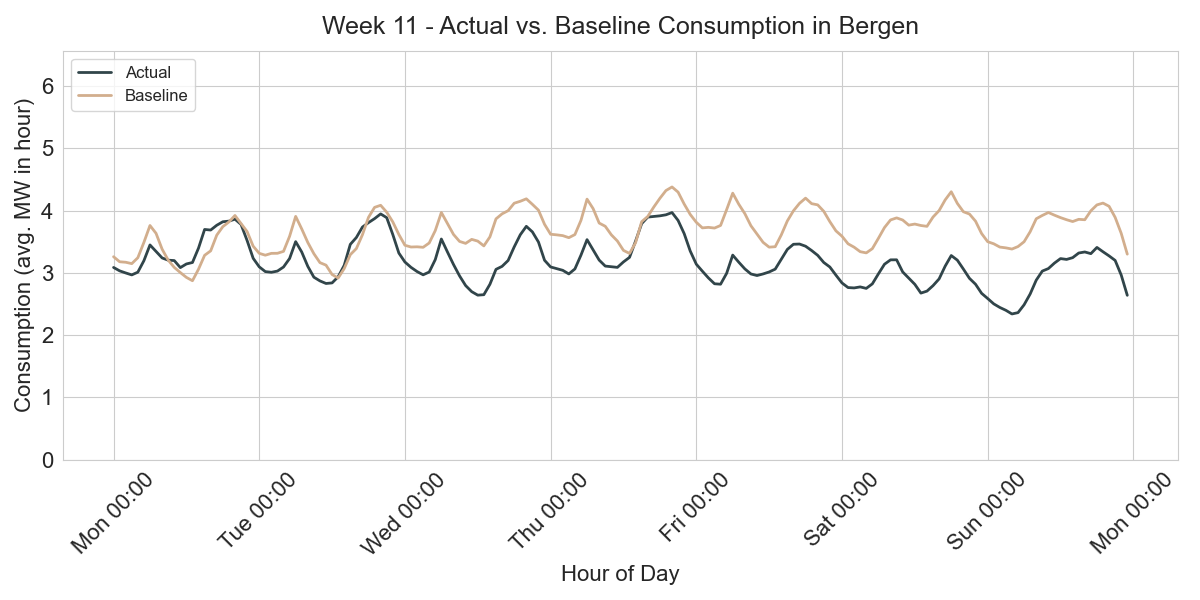 Week 11 - Actual vs. Baseline Consumption in Bergen
Actual
Baseline
Consumption (avg. MW in hour)
6
5
4
3
2
1
0
Mon 00:00
Tue 00:00
Wed 00:00
Thu 00:00
Fri 00:00
Sat 00:00
Sun 00:00
Mon 00:00
Hour of Day